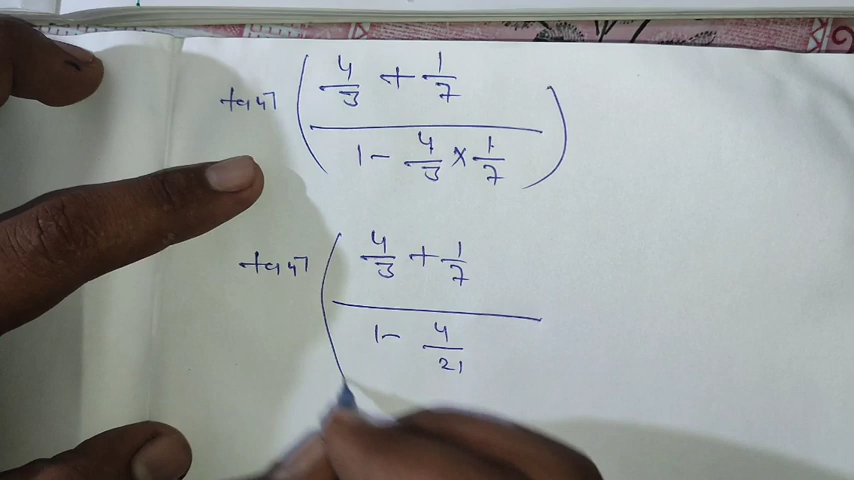 tan⁻¹ ( 4/3 + 1/7
1 - 4/3 × 1/7 )
tan⁻¹ ( 4/3 + 1/7
1 - 4/21